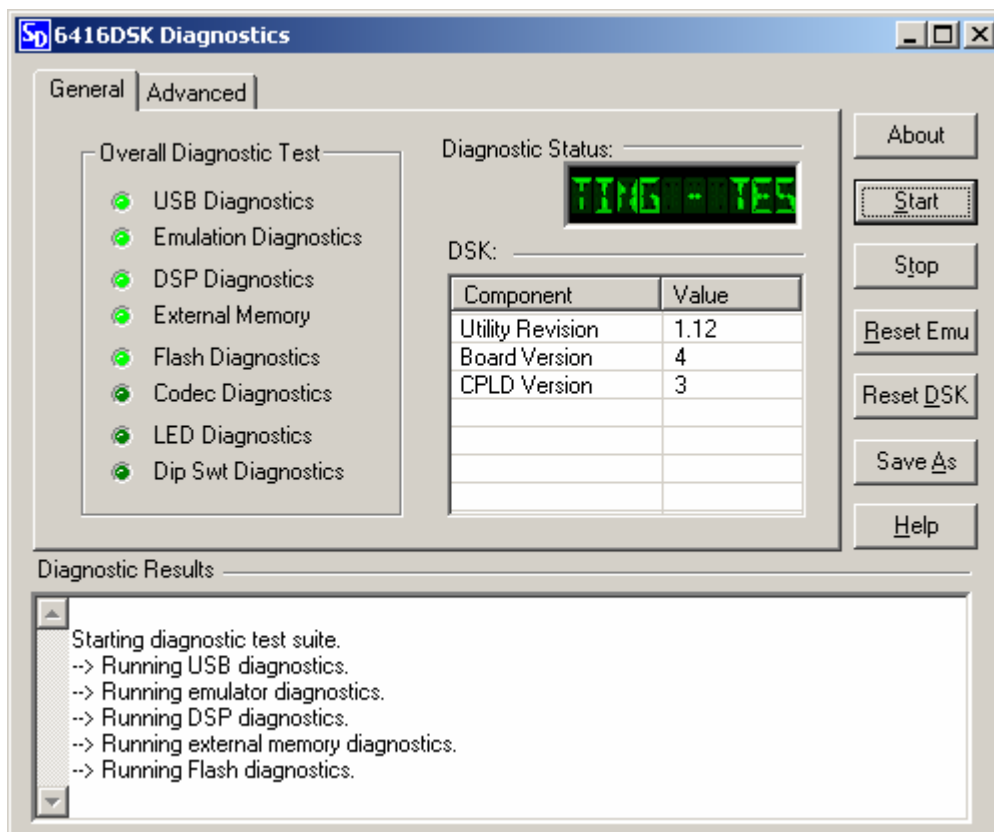 SD 6416DSK Diagnostics
General
Advanced
Overall Diagnostic Test
USB Diagnostics
Emulation Diagnostics
DSP Diagnostics
External Memory
Flash Diagnostics
Codec Diagnostics
LED Diagnostics
Dip Swt Diagnostics
Diagnostic Status:
TING - TES
DSK:
Component Value
Utility Revision 1.12
Board Version 4
CPLD Version 3
About
Start
Stop
Reset Emu
Reset DSK
Save As
Help
Diagnostic Results
Starting diagnostic test suite.
--> Running USB diagnostics.
--> Running emulator diagnostics.
--> Running DSP diagnostics.
--> Running external memory diagnostics.
--> Running Flash diagnostics.